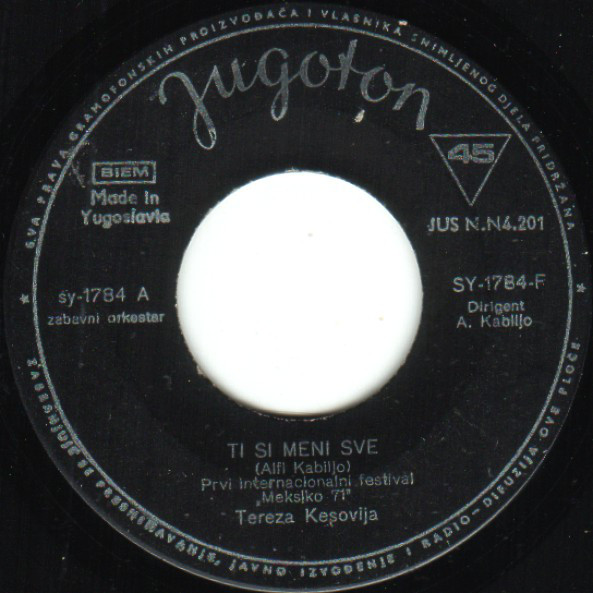 SVA PRAVA GRAMOFONSKIH PROIZVOĐAČA I VLASNIKA SNIMLJENOG DJELA PRIDRŽANA
Jugoton
45
BIEM
Made in
Yugoslavia
JUS N.N4.201
sy-1784 A
zabavni orkestar
SY-1784-F
Dirigent
A. Kabiljo
TI SI MENI SVE
(Alfi Kabiljo)
Prvi internacionalni festival
„Meksiko 71"
Tereza Kesovija
ZABRANJUJE SE PRESNIMAVANJE, JAVNO IZVOĐENJE I RADIO-DIFUZIJA OVE PLOČE